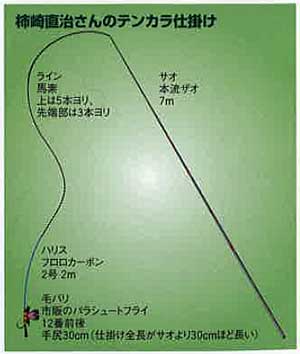 柿崎直治さんのテンカラ仕掛け
ライン
馬素
上は5本ヨリ、
先端部は3本ヨリ
サオ
本流ザオ
7m
ハリス
フロロカーボン
2号 2m
毛バリ
市販のパラシュートフライ
12番前後
手尻30cm（仕掛け全長がサオより30cmほど長い）